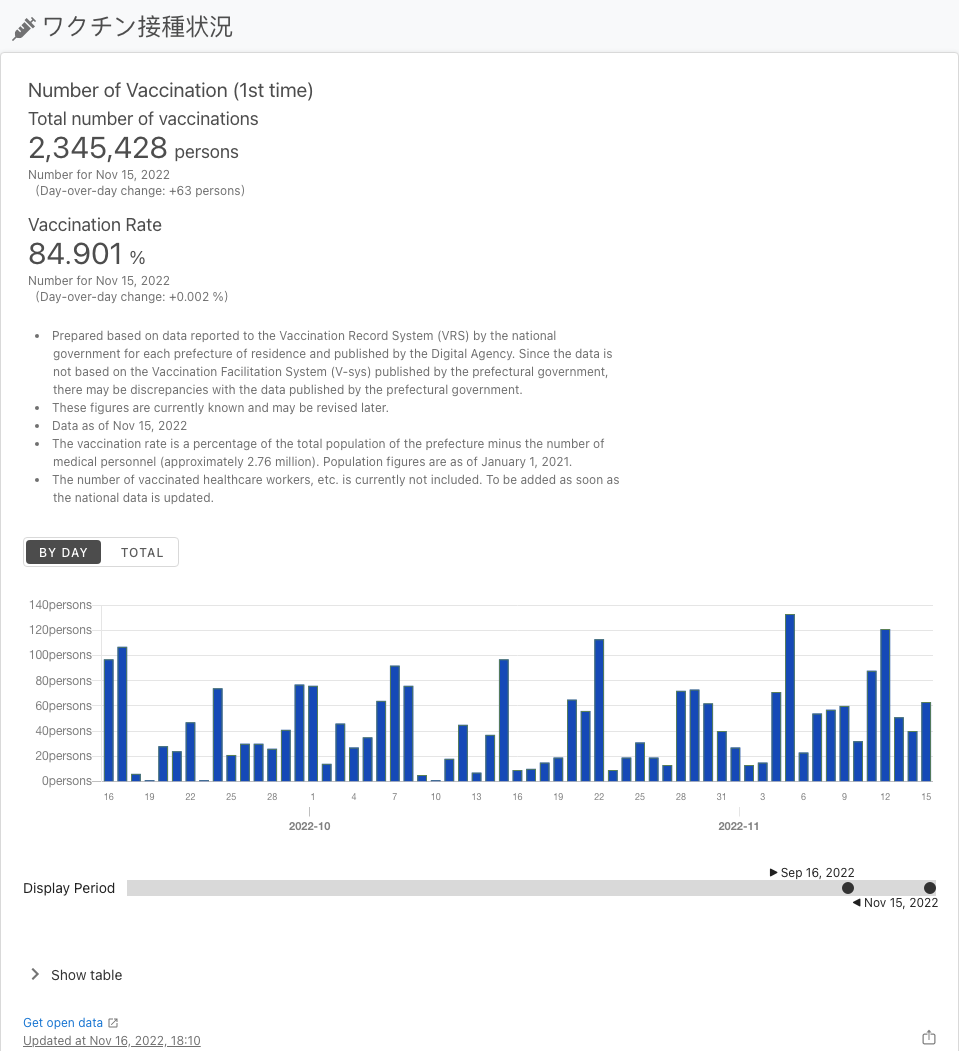 ワクチン接種状況
Number of Vaccination (1st time)
Total number of vaccinations
2,345,428 persons
Number for Nov 15, 2022
(Day-over-day change: +63 persons)
Vaccination Rate
84.901 %
Number for Nov 15, 2022
(Day-over-day change: +0.002 %)
• Prepared based on data reported to the Vaccination Record System (VRS) by the national
government for each prefecture of residence and published by the Digital Agency. Since the data is
not based on the Vaccination Facilitation System (V-sys) published by the prefectural government,
there may be discrepancies with the data published by the prefectural government.
• These figures are currently known and may be revised later.
• Data as of Nov 15, 2022
• The vaccination rate is a percentage of the total population of the prefecture minus the number of
medical personnel (approximately 2.76 million). Population figures are as of January 1, 2021.
• The number of vaccinated healthcare workers, etc. is currently not included. To be added as soon as
the national data is updated.
BY DAY TOTAL
140persons
120persons
100persons
80persons
60persons
40persons
20persons
0persons
16 19 22 25 28 1 4 7 10 13 16 19 22 25 28 31 3 6 9 12 15
2022-10 2022-11
▶ Sep 16, 2022
Display Period
◀ Nov 15, 2022
Show table
Get open data
Updated at Nov 16, 2022, 18:10